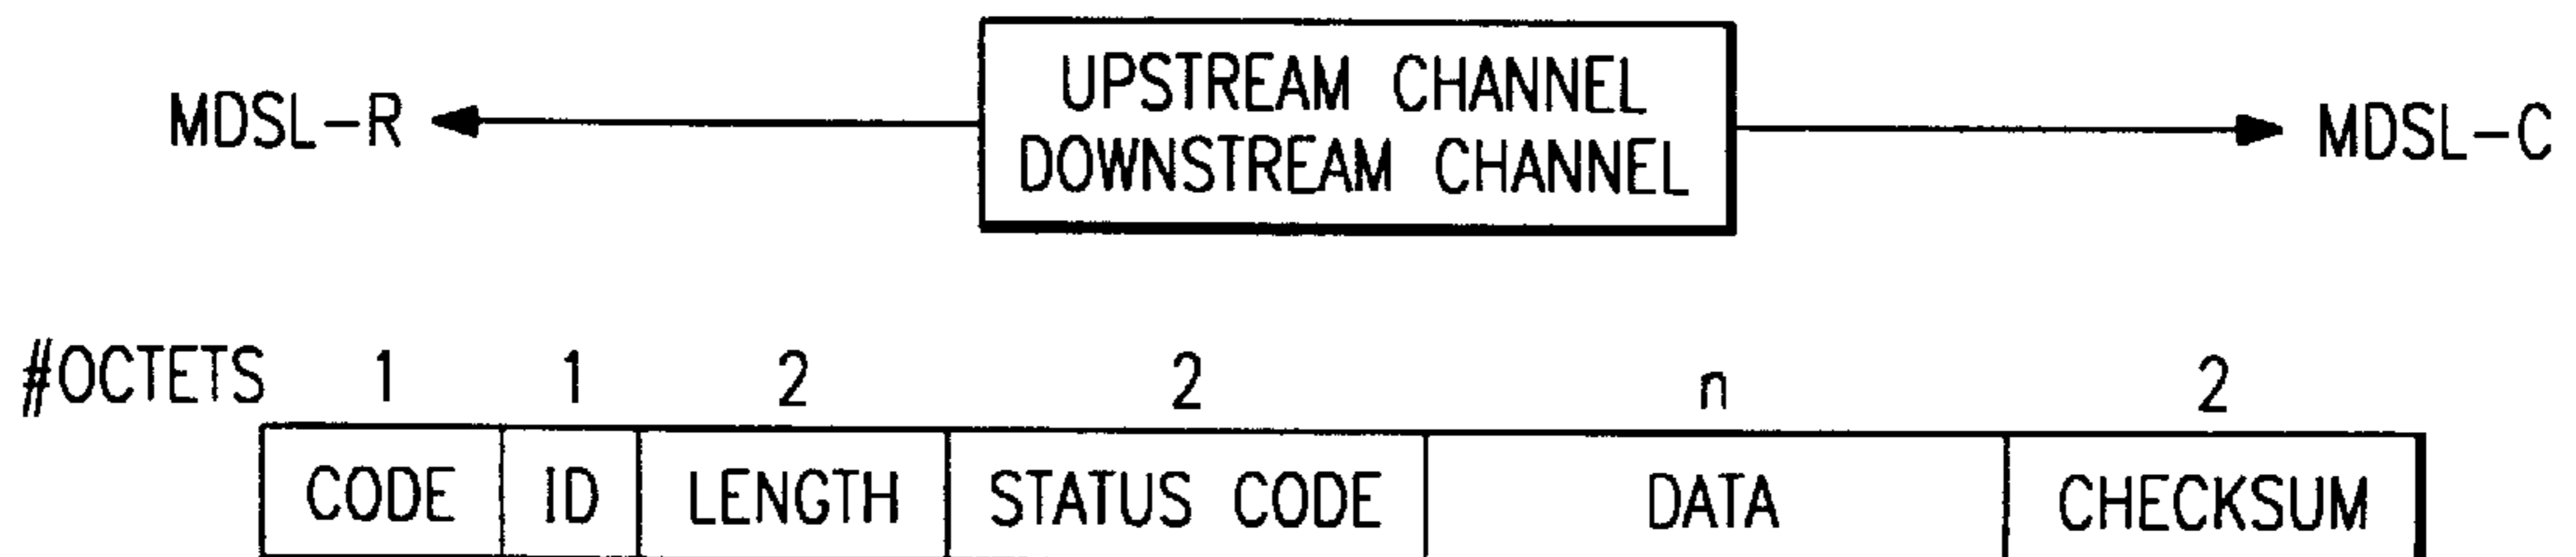 MDSL-R UPSTREAM CHANNEL DOWNSTREAM CHANNEL MDSL-C
#OCTETS 1 1 2 2 n 2
CODE ID LENGTH STATUS CODE DATA CHECKSUM